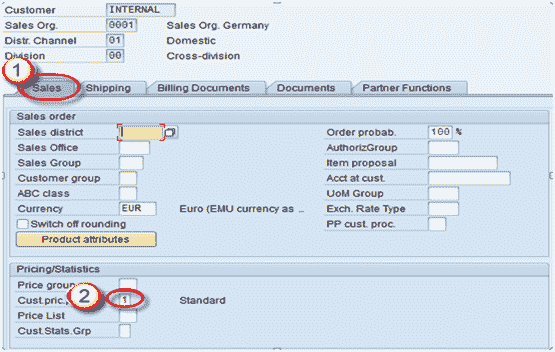 Customer INTERNAL
Sales Org. 0001 Sales Org. Germany
Distr. Channel 01 Domestic
Division 00 Cross-division
1
Sales Shipping Billing Documents Documents Partner Functions
Sales order
Sales district Order probab. 100 %
Sales Office AuthorizGroup
Sales Group Item proposal
Customer group Acct at cust.
ABC class UoM Group
Currency EUR Euro (EMU currency as ... Exch. Rate Type
Switch off rounding PP cust. proc.
Product attributes
Pricing/Statistics
Price group
Cust.pric. 2 1 Standard
Price List
Cust.Stats.Grp